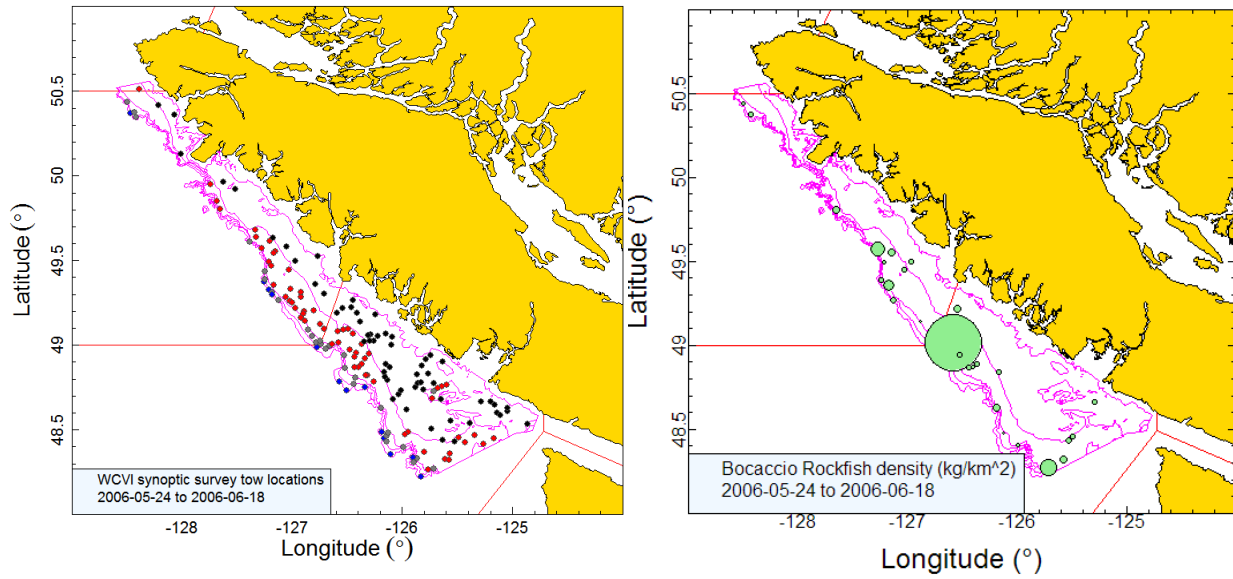 50.5
50
49.5
49
48.5
Latitude (°)
WCVI synoptic survey tow locations
2006-05-24 to 2006-06-18
-128
-127
-126
-125
Longitude (°)
50.5
50
49.5
49
48.5
Latitude (°)
Bocaccio Rockfish density (kg/km^2)
2006-05-24 to 2006-06-18
-128
-127
-126
-125
Longitude (°)